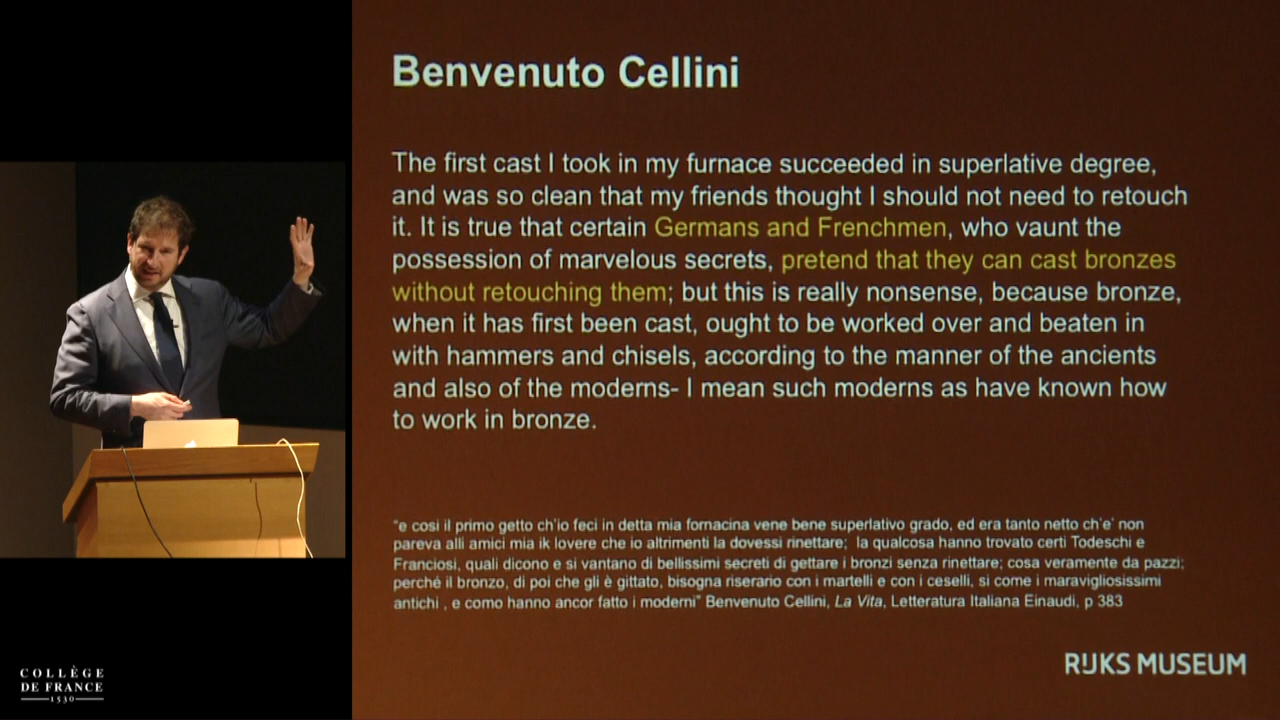 Benvenuto Cellini
The first cast I took in my furnace succeeded in superlative degree,
and was so clean that my friends thought I should not need to retouch
it. It is true that certain Germans and Frenchmen, who vaunt the
possession of marvelous secrets, pretend that they can cast bronzes
without retouching them; but this is really nonsense, because bronze,
when it has first been cast, ought to be worked over and beaten in
with hammers and chisels, according to the manner of the ancients
and also of the moderns- I mean such moderns as have known how
to work in bronze.
"e cosi il primo getto ch'io feci in detta mia fornacina vene bene superlativo grado, ed era tanto netto ch'e' non
pareva alli amici mia ik lovere che io altrimenti la dovessi rinettare; la qualcosa hanno trovato certi Todeschi e
Franciosi, quali dicono e si vantano di bellissimi secreti di gettare i bronzi senza rinettare; cosa veramente da pazzi;
perché il bronzo, di poi che gli è gittato, bisogna riserario con i martelli e con i ceselli, si come i maravigliosissimi
antichi , e como hanno ancor fatto i moderni" Benvenuto Cellini, La Vita, Letteratura Italiana Einaudi, p 383
RIJKS MUSEUM
COLLÈGE
DE FRANCE
1530